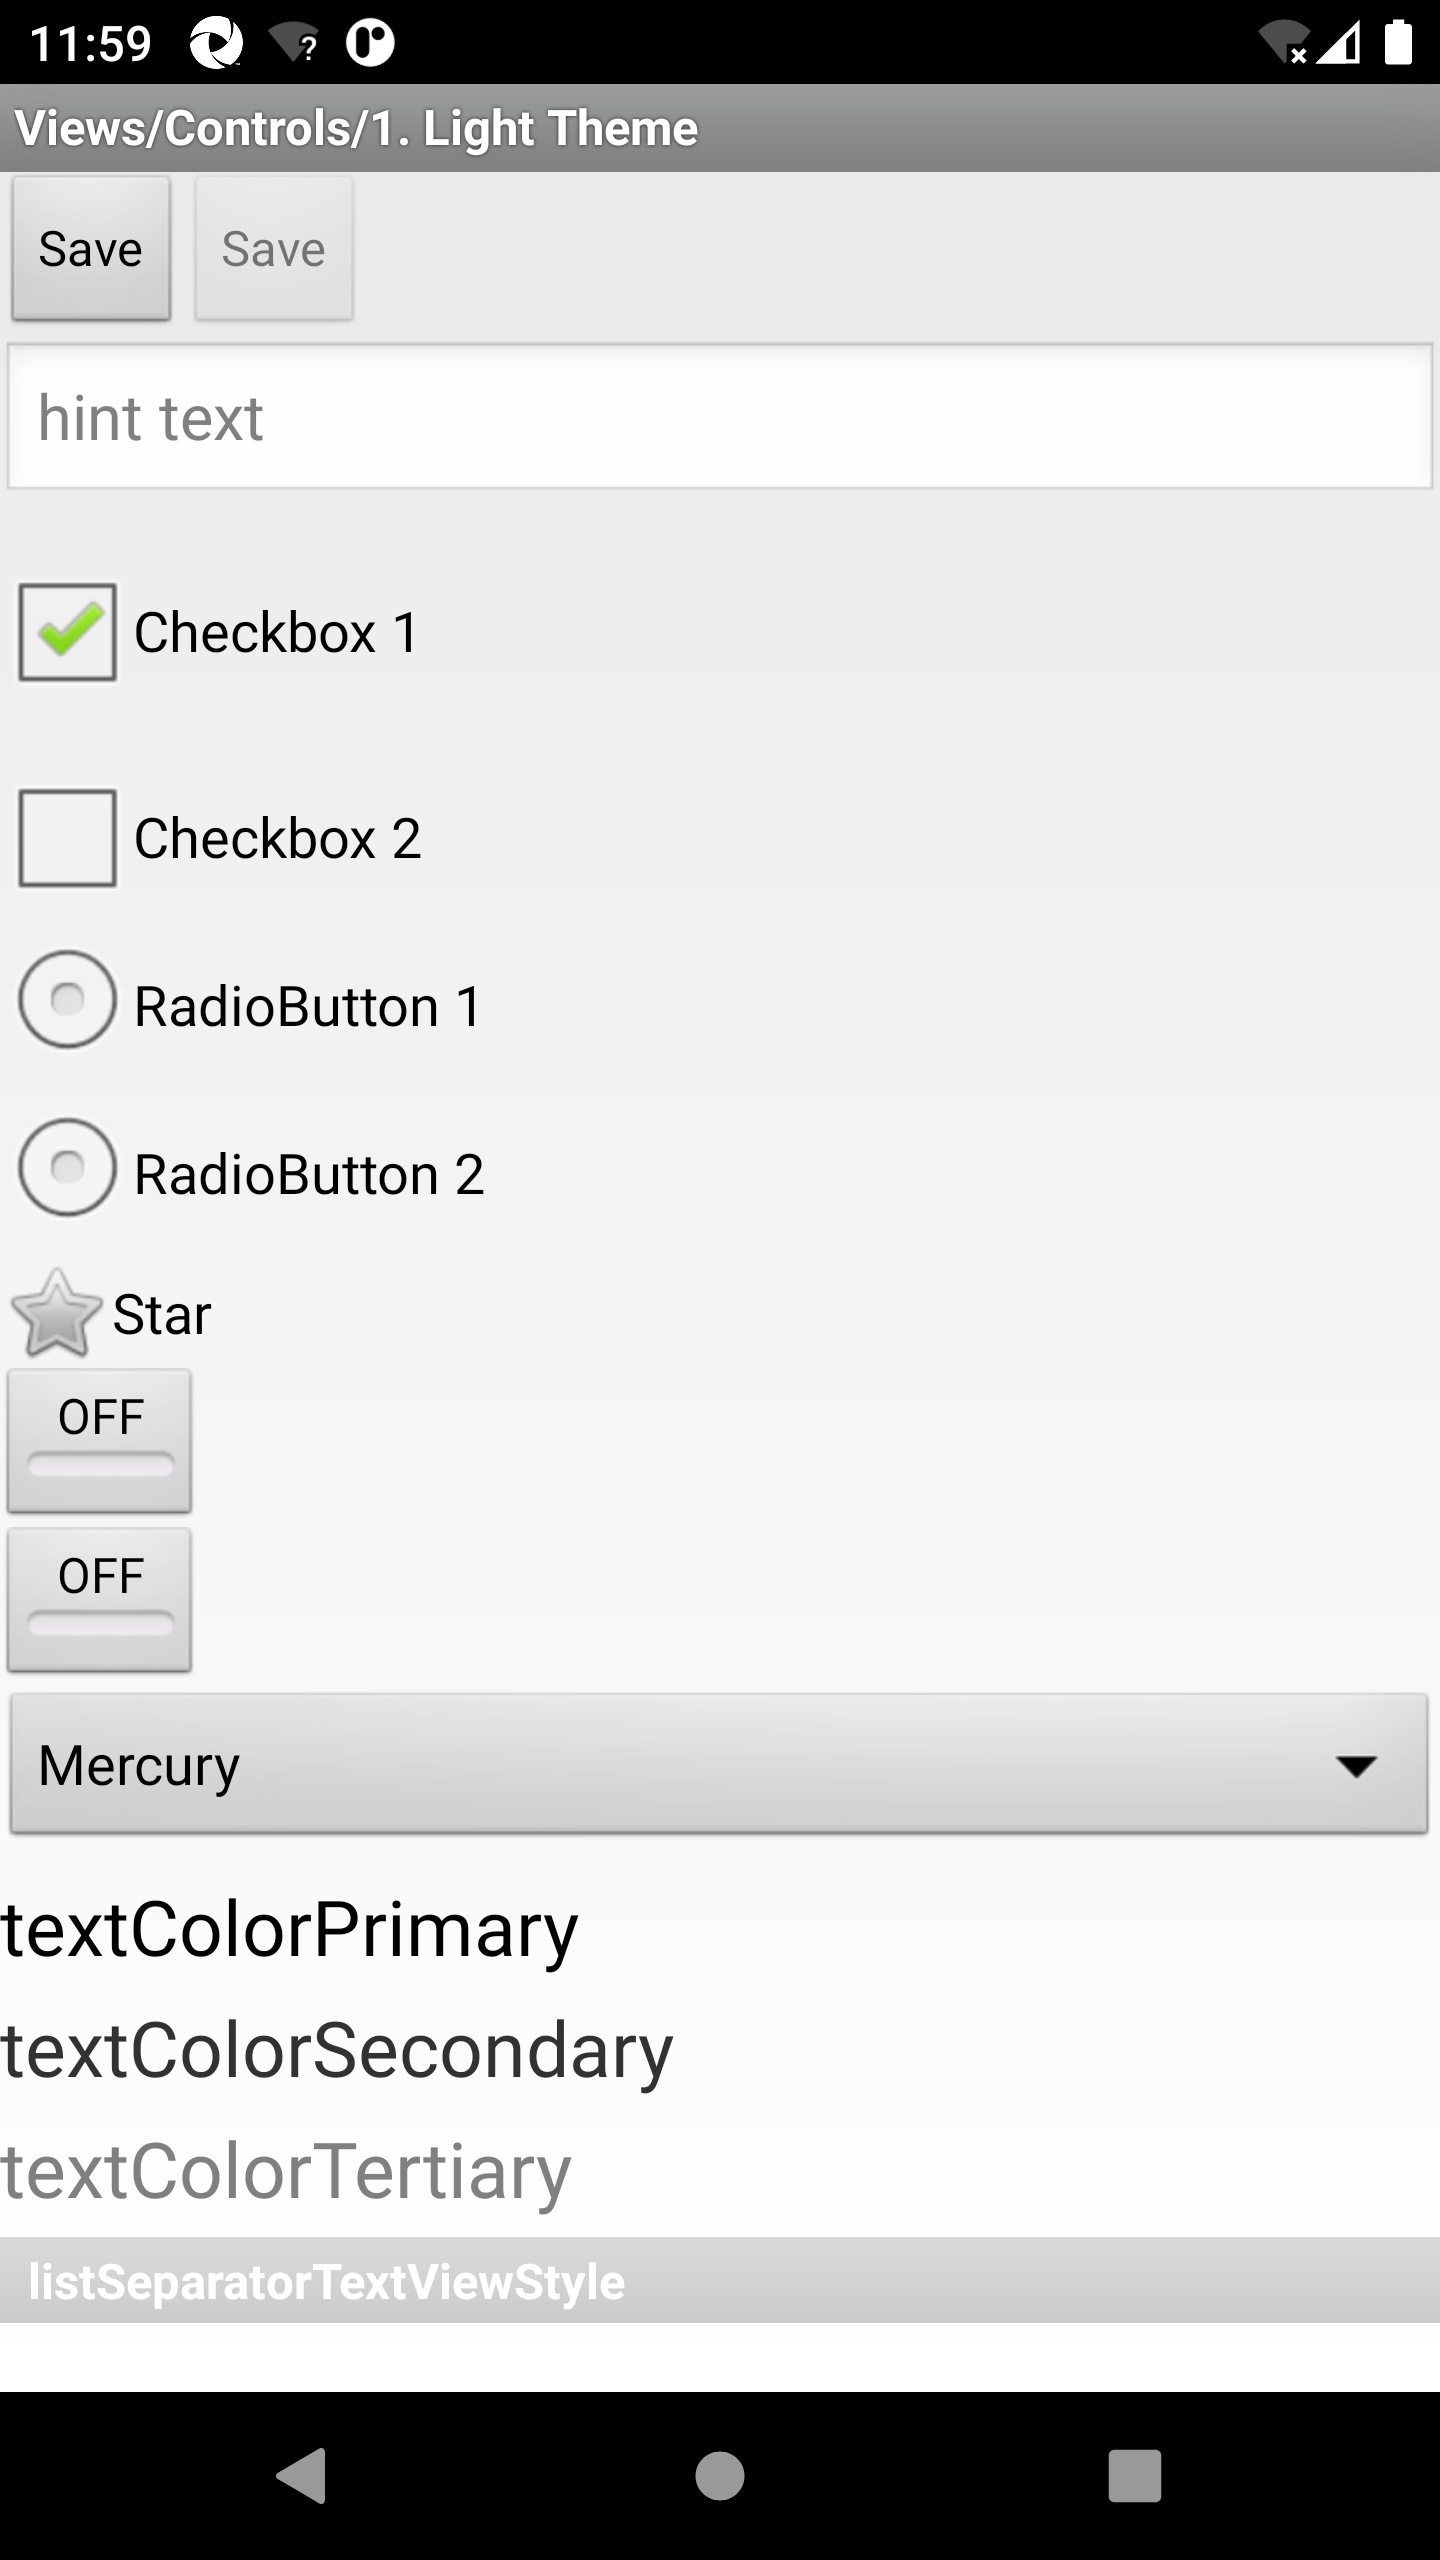 11:59
Views/Controls/1. Light Theme
Save Save
hint text
Checkbox 1
Checkbox 2
RadioButton 1
RadioButton 2
Star
OFF
OFF
Mercury
textColorPrimary
textColorSecondary
textColorTertiary
listSeparatorTextViewStyle